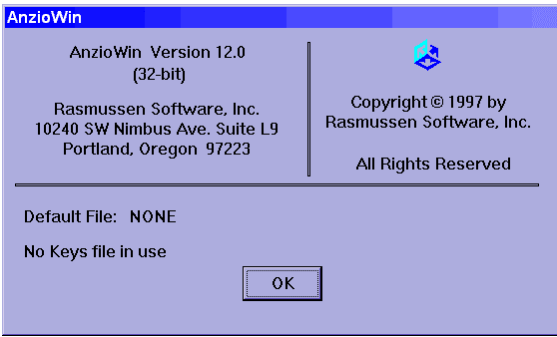 AnzioWin
AnzioWin Version 12.0
(32-bit)
Rasmussen Software, Inc.
10240 SW Nimbus Ave. Suite L9
Portland, Oregon 97223
Copyright © 1997 by
Rasmussen Software, Inc.
All Rights Reserved
Default File: NONE
No Keys file in use
OK